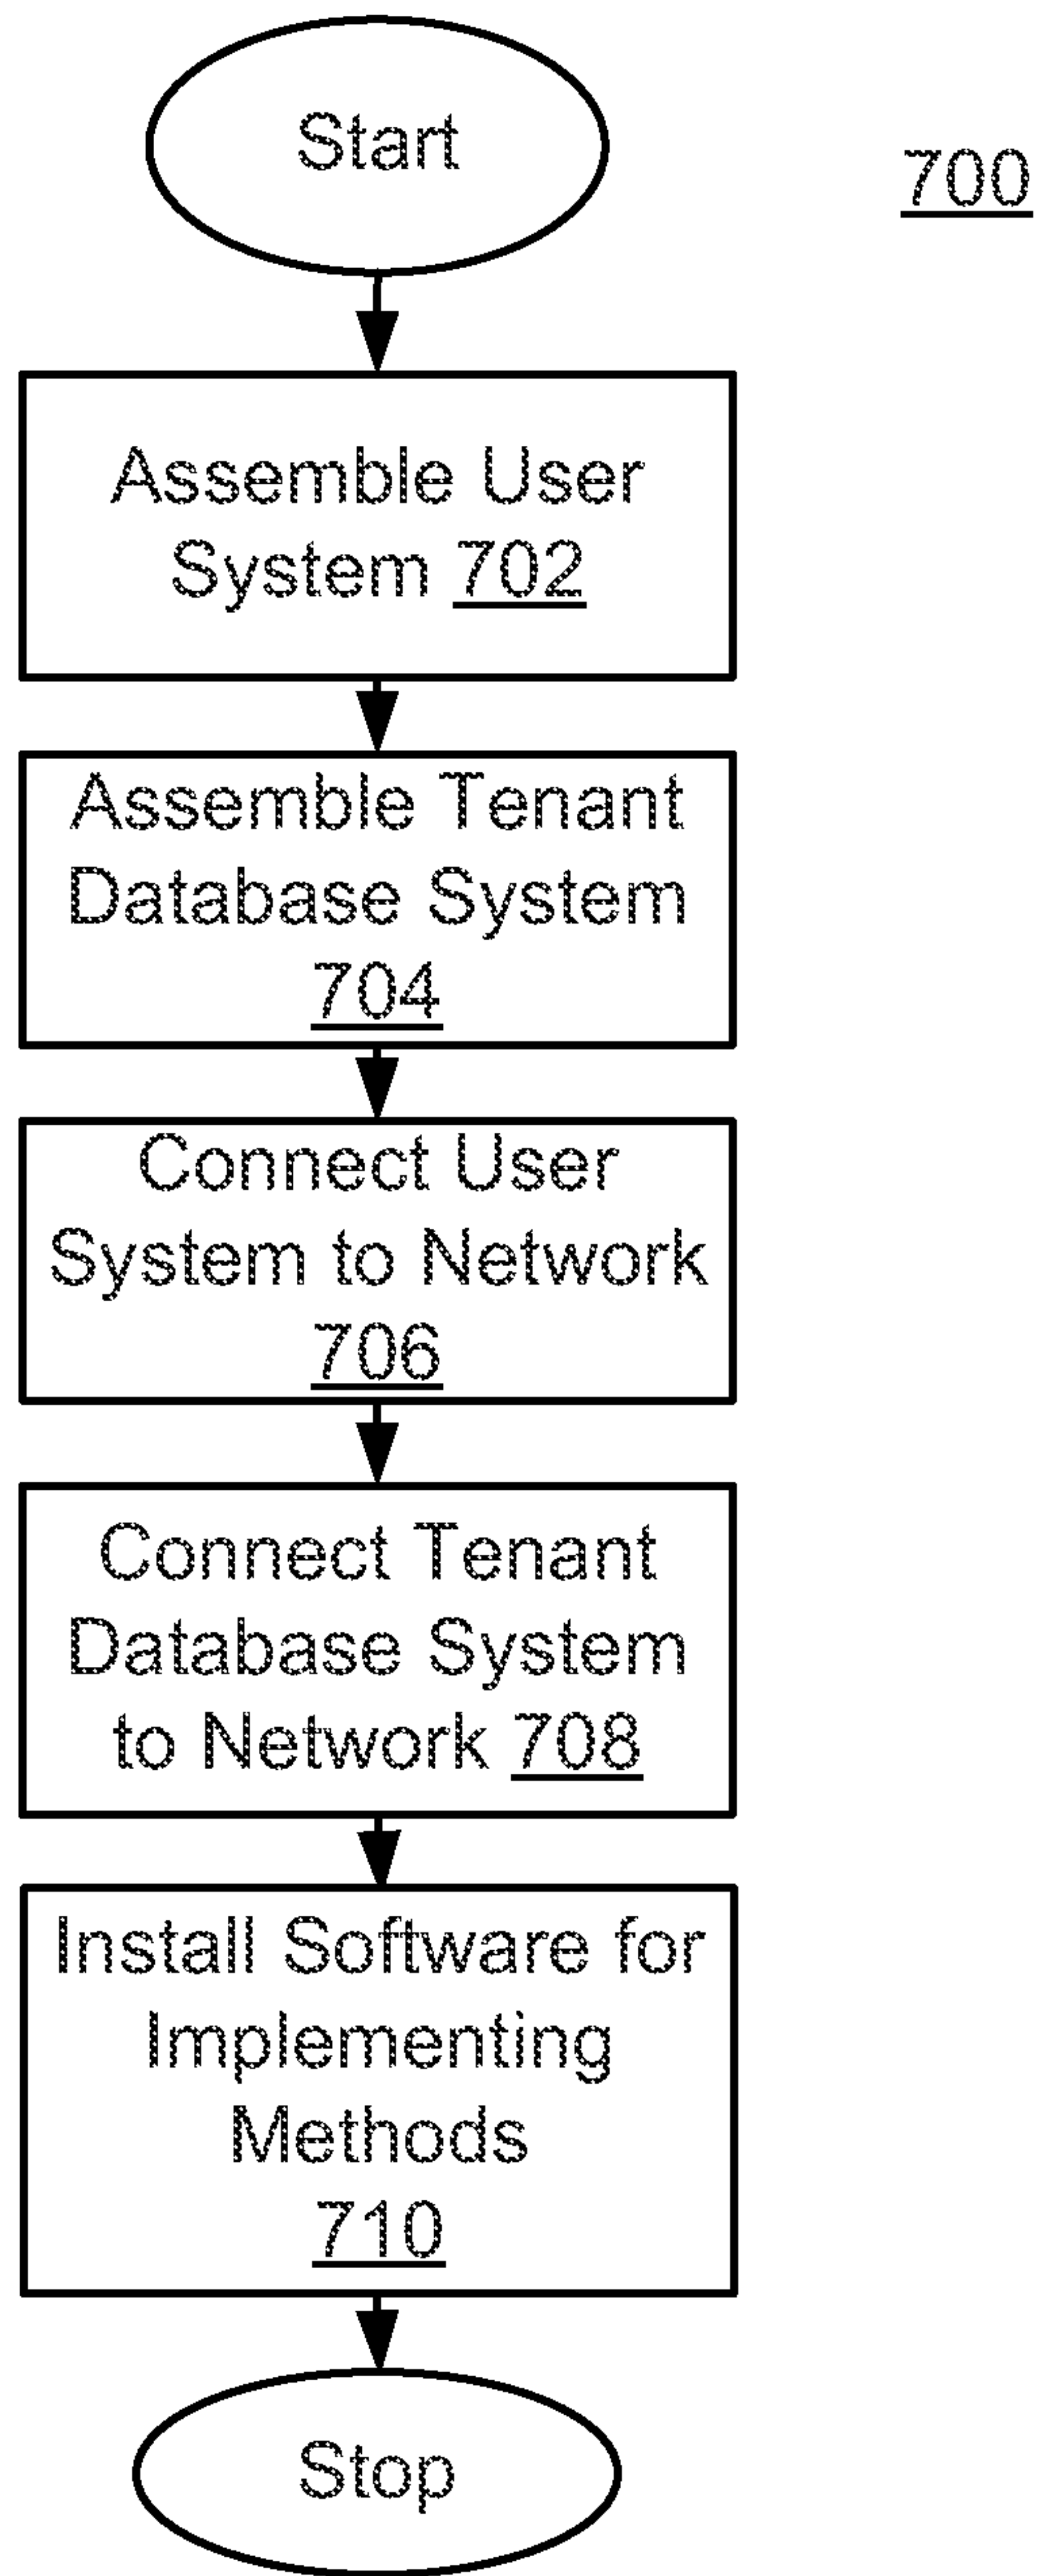 Start
700
Assemble User
System 702
Assemble Tenant
Database System
704
Connect User
System to Network
706
Connect Tenant
Database System
to Network 708
Install Software for
Implementing
Methods
710
Stop